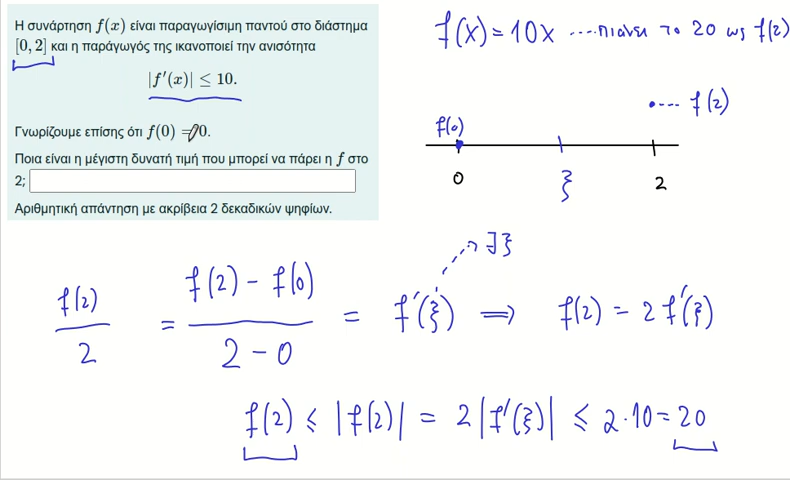 Η συνάρτηση f(x) είναι παραγωγίσιμη παντού στο διάστημα
[0, 2] και η παράγωγός της ικανοποιεί την ανισότητα
|f′(x)| ≤ 10.
Γνωρίζουμε επίσης ότι f(0) = 0.
Ποια είναι η μέγιστη δυνατή τιμή που μπορεί να πάρει η f στο
2;
Αριθμητική απάντηση με ακρίβεια 2 δεκαδικών ψηφίων.
f(x) = 10x ....πιάνει το 20 ως f(2)
f(2)
f(0)
0 ξ 2
∃ξ
f(2)/2 = (f(2) − f(0))/(2 − 0) = f′(ξ) ⟹ f(2) = 2f′(ξ)
f(2) ≤ |f(2)| = 2|f′(ξ)| ≤ 2·10 = 20